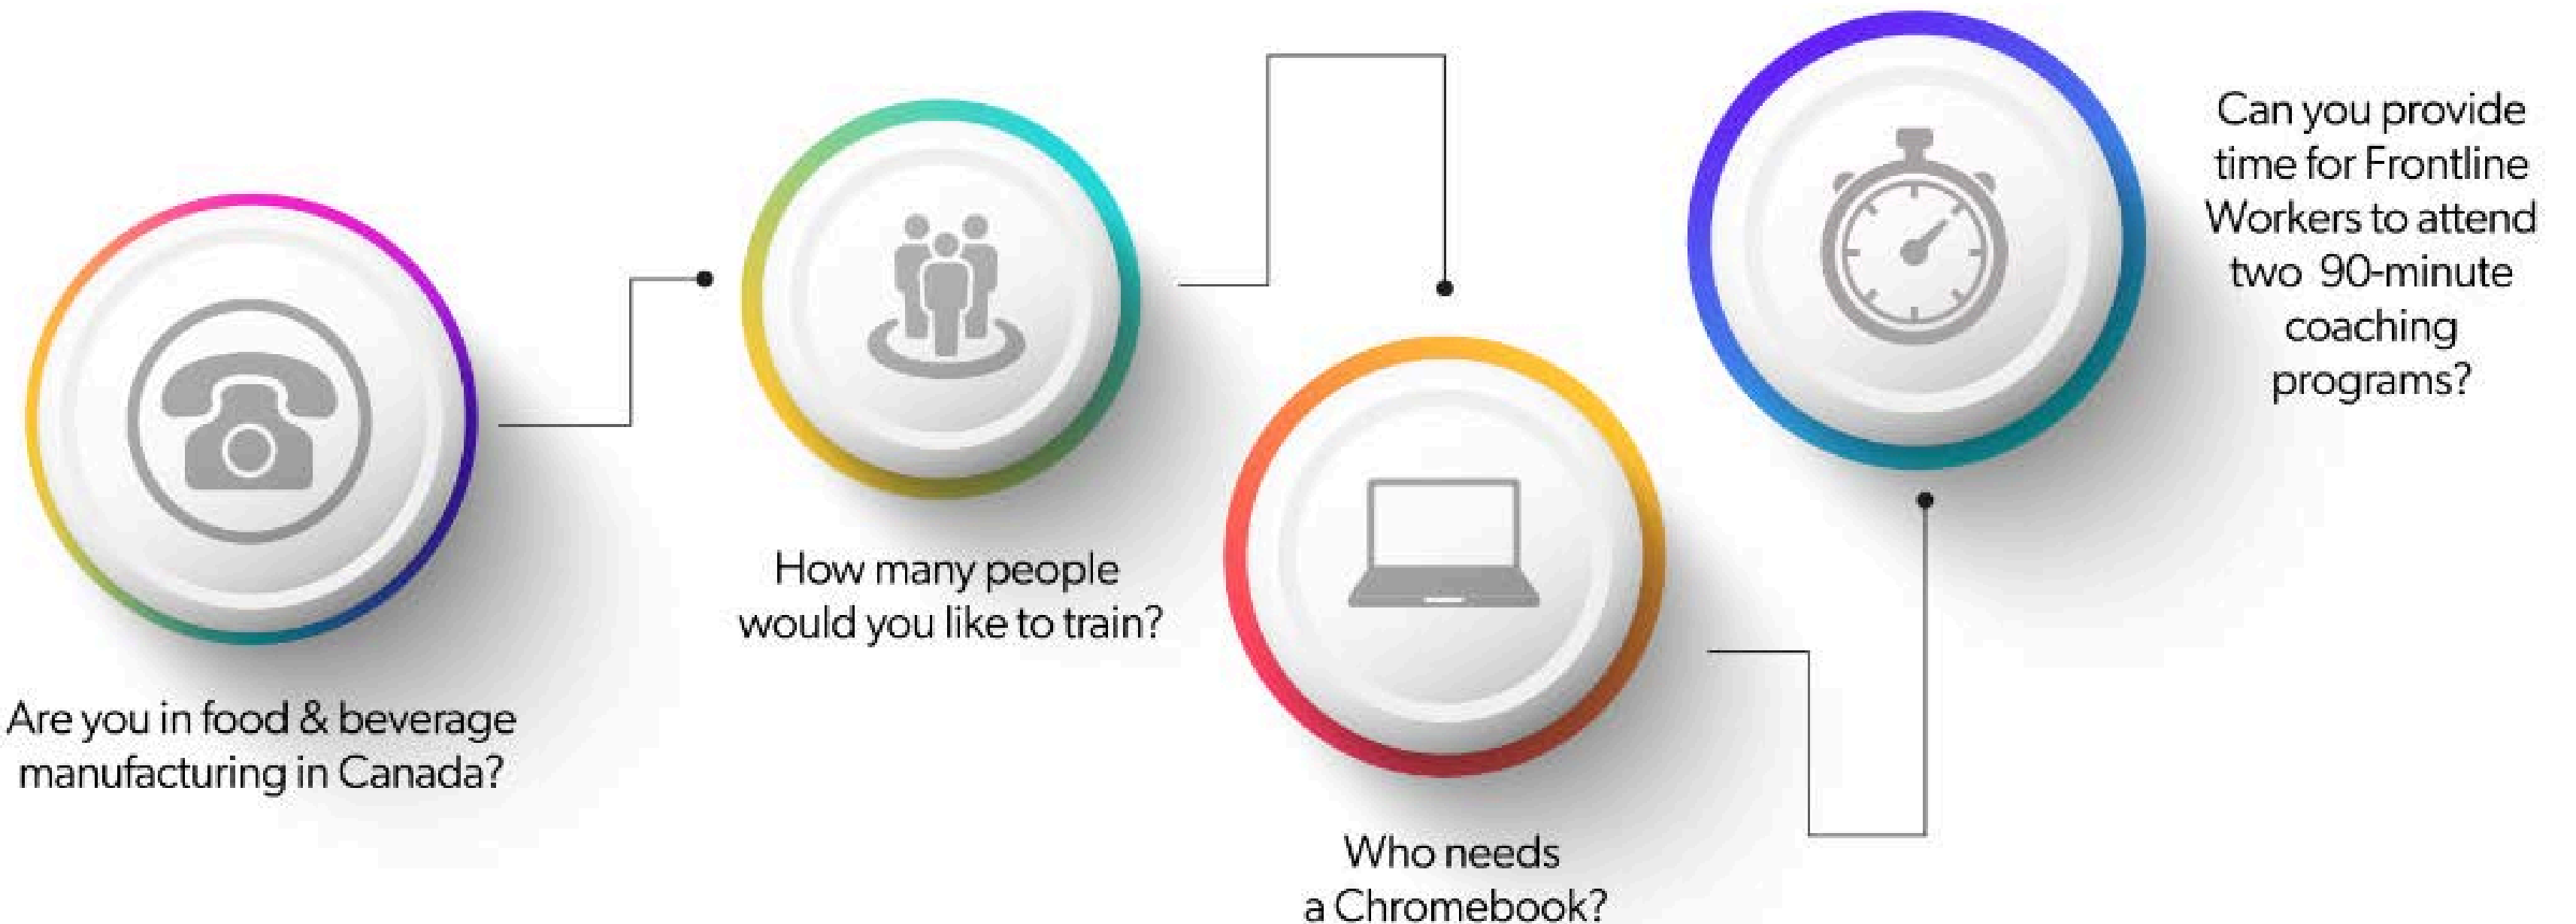 Are you in food & beverage
manufacturing in Canada?
How many people
would you like to train?
Who needs
a Chromebook?
Can you provide
time for Frontline
Workers to attend
two 90-minute
coaching
programs?